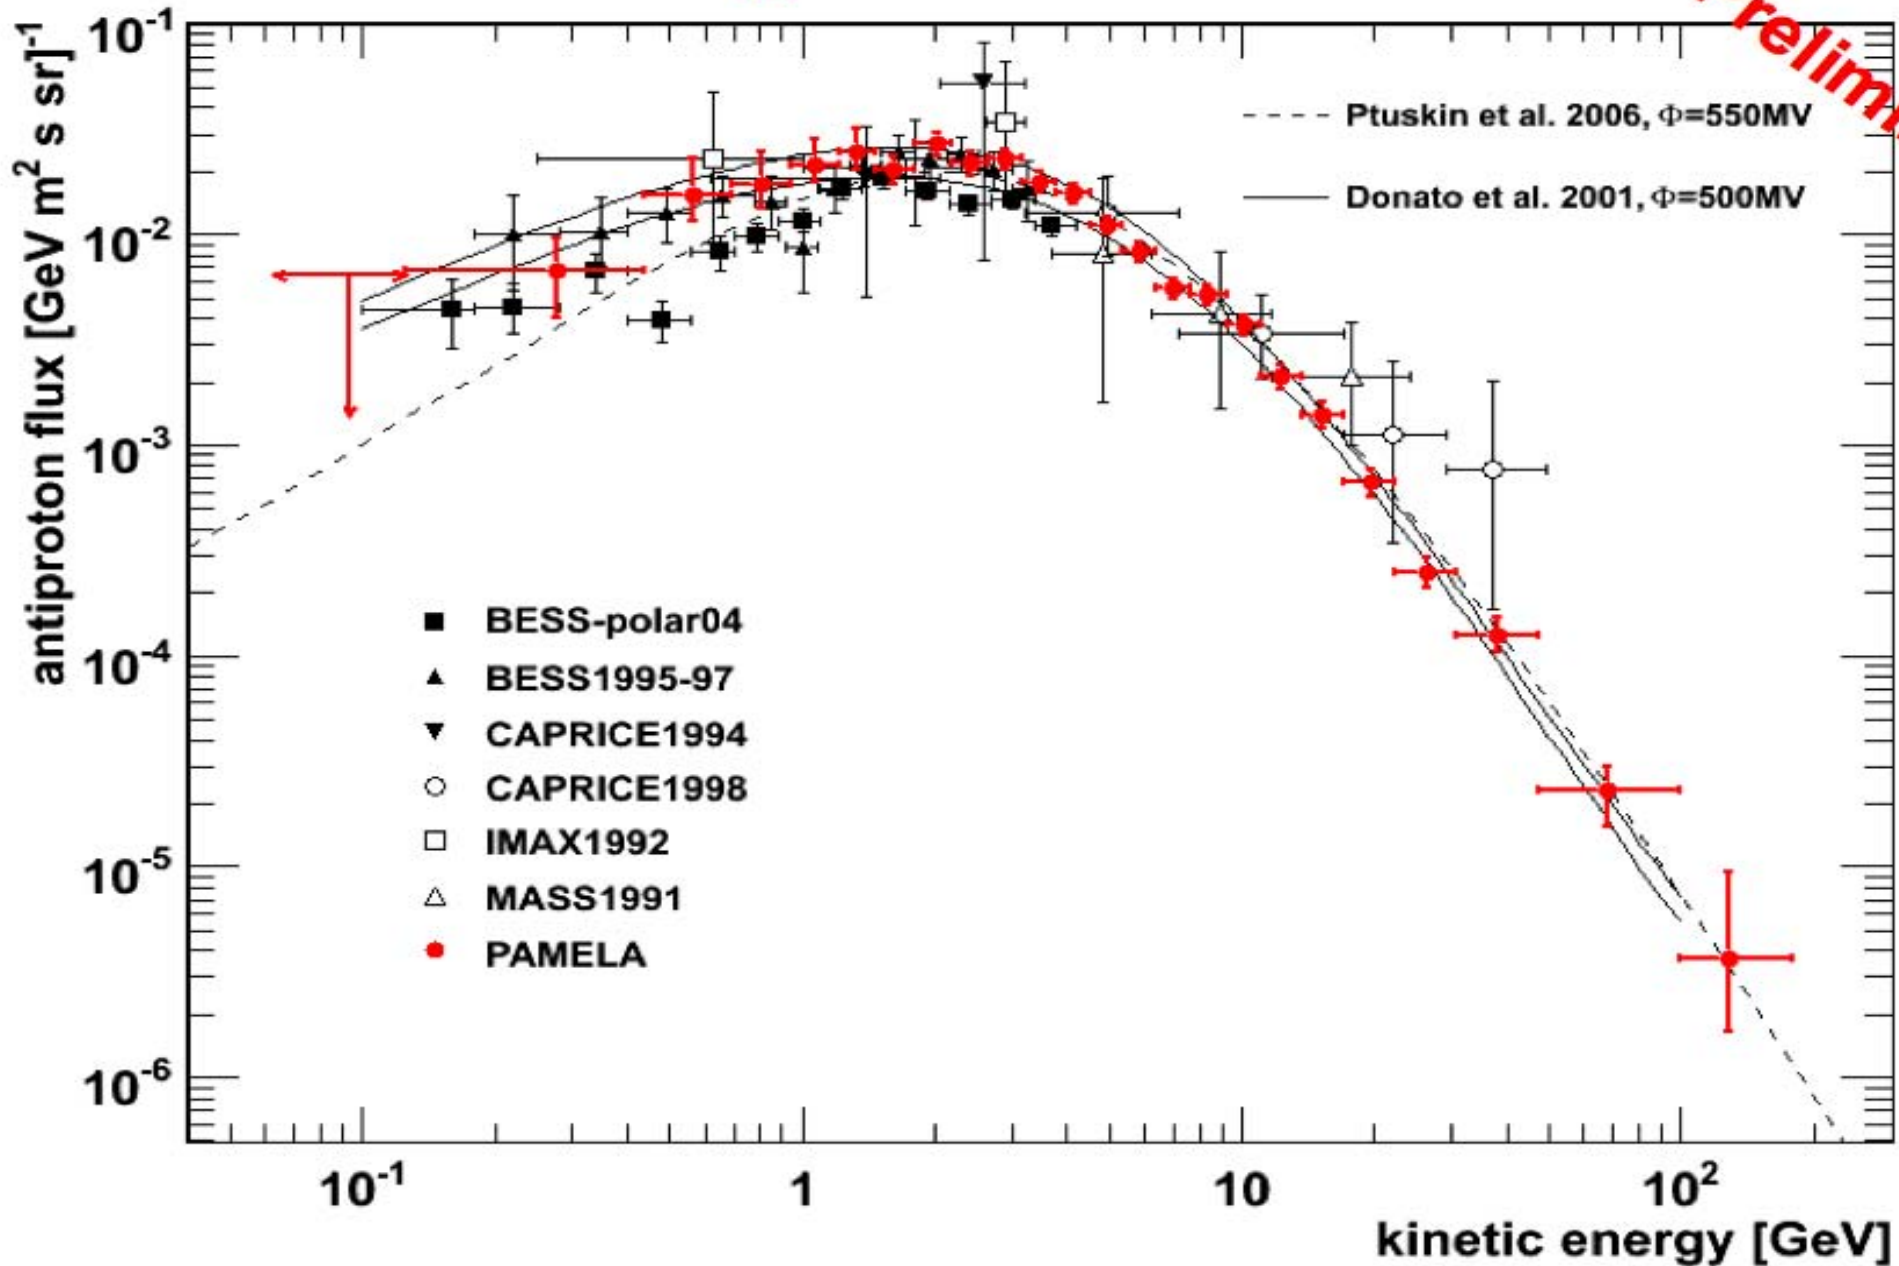 Prelim
antiproton flux [GeV m² s sr]⁻¹
10⁻¹
10⁻²
10⁻³
10⁻⁴
10⁻⁵
10⁻⁶
Ptuskin et al. 2006, Φ=550MV
Donato et al. 2001, Φ=500MV
BESS-polar04
BESS1995-97
CAPRICE1994
CAPRICE1998
IMAX1992
MASS1991
PAMELA
10⁻¹ 1 10 10²
kinetic energy [GeV]